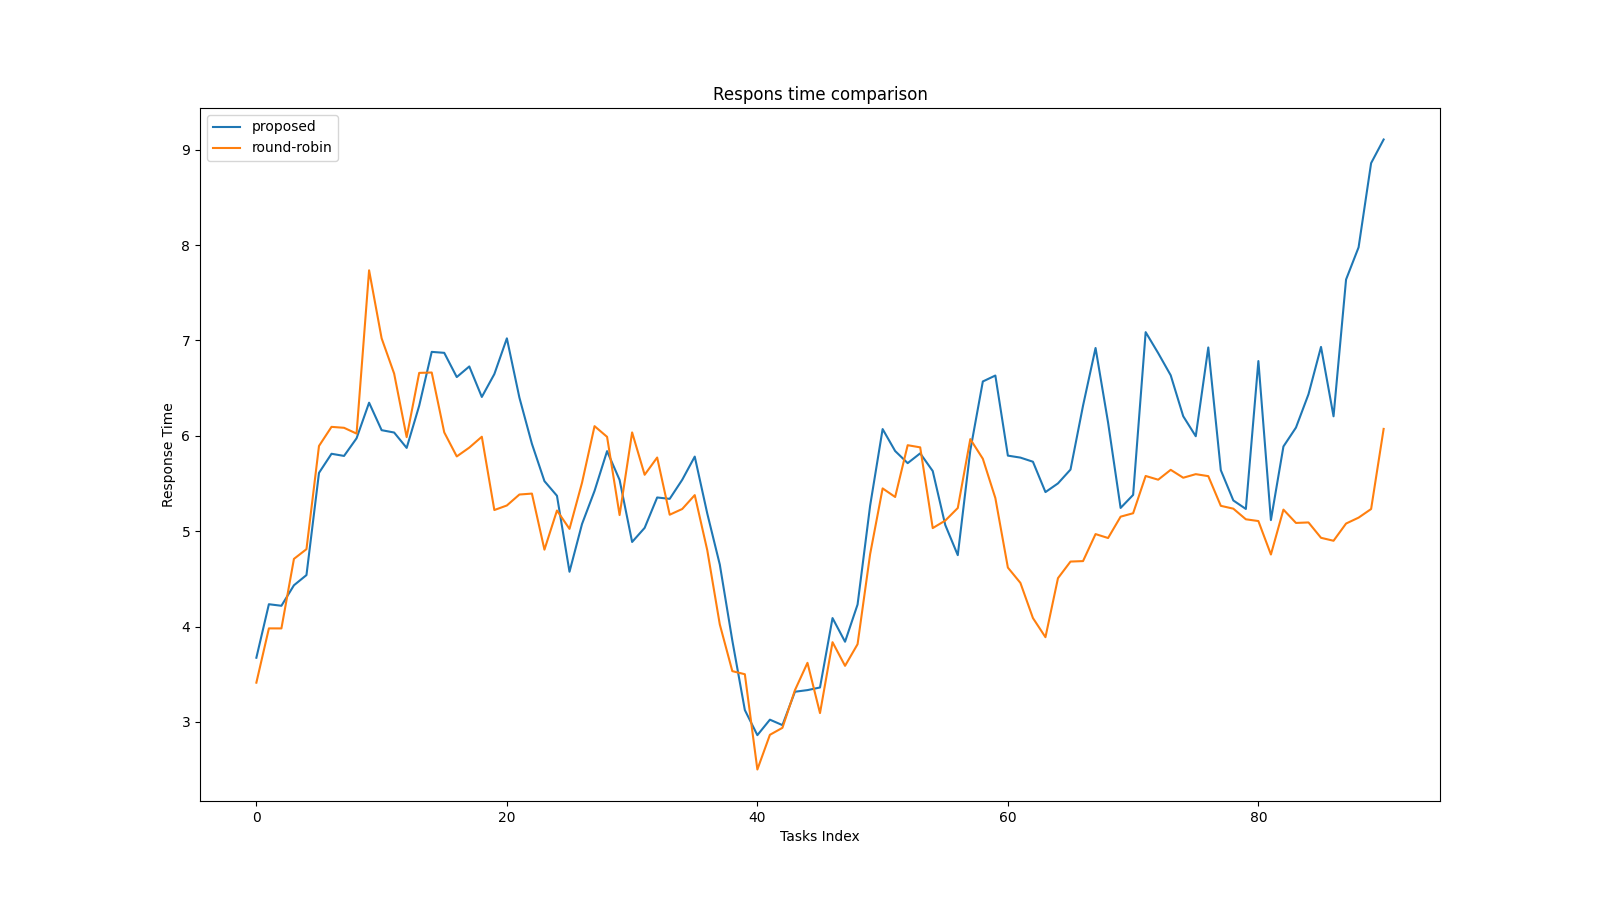 Respons time comparison
proposed
round-robin
9
8
7
6
5
4
3
Response Time
0 20 40 60 80
Tasks Index